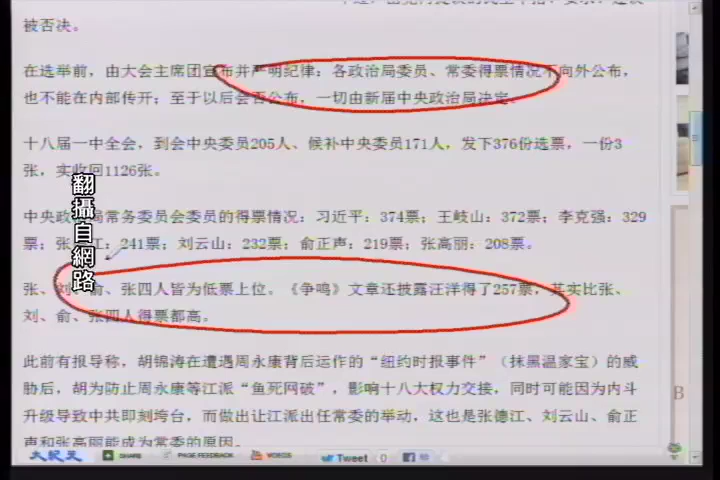 被否决。
在选举前，由大会主席团宣布并严明纪律：各政治局委员、常委得票情况不向外公布，
也不能在内部传开；至于以后会否公布，一切由新届中央政治局决定。
十八届一中全会，到会中央委员205人、候补中央委员171人，发下376份选票，一份3
张，实收回1126张。
中央政 局常务委员会委员的得票情况：习近平：374票；王岐山：372票；李克强：329
票；张 江：241票；刘云山：232票；俞正声：219票；张高丽：208票。
张、刘、俞、张四人皆为低票上位。《争鸣》文章还披露汪洋得了257票，其实比张、
刘、俞、张四人得票都高。
此前有报导称，胡锦涛在遭遇周永康背后运作的“纽约时报事件”（抹黑温家宝）的威
胁后，胡为防止周永康等江派“鱼死网破”，影响十八大权力交接，同时可能因为内斗
升级导致中共即刻垮台，而做出让江派出任常委的举动，这也是张德江、刘云山、俞正
声和张高丽能成为常委的原因。
翻攝自網路
大紀元 SHARE PAGE FEEDBACK VIDEOS Tweet 0
B